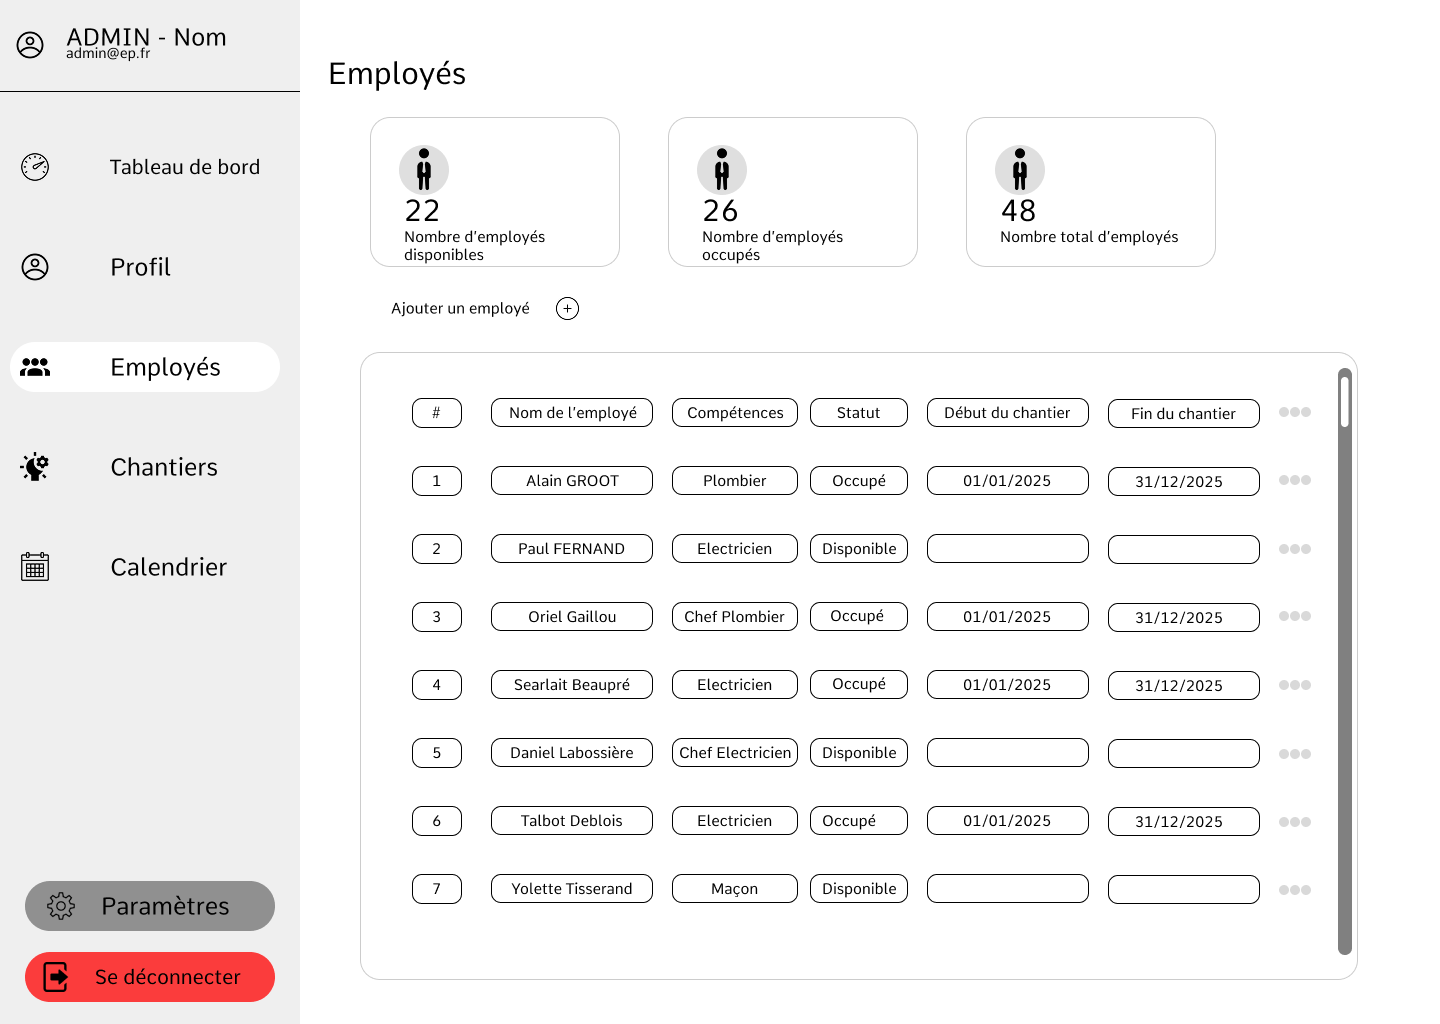 ADMIN - Nom
admin@ep.fr
Tableau de bord
Profil
Employés
Chantiers
Calendrier
Paramètres
Se déconnecter
Employés
22
Nombre d'employés
disponibles
26
Nombre d'employés
occupés
48
Nombre total d'employés
Ajouter un employé +
# Nom de l'employé Compétences Statut Début du chantier Fin du chantier
1 Alain GROOT Plombier Occupé 01/01/2025 31/12/2025
2 Paul FERNAND Electricien Disponible
3 Oriel Gaillou Chef Plombier Occupé 01/01/2025 31/12/2025
4 Searlait Beaupré Electricien Occupé 01/01/2025 31/12/2025
5 Daniel Labossière Chef Electricien Disponible
6 Talbot Deblois Electricien Occupé 01/01/2025 31/12/2025
7 Yolette Tisserand Maçon Disponible